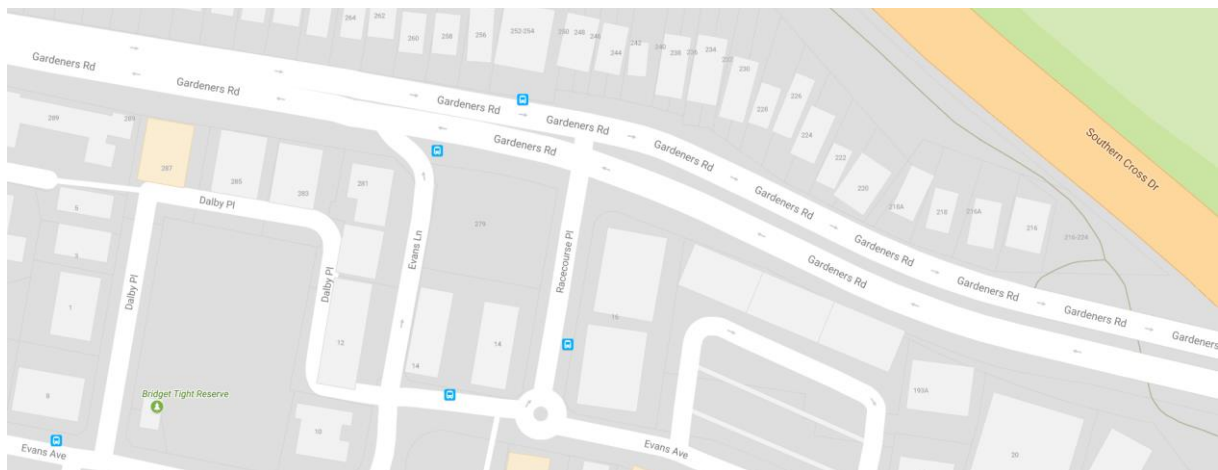 264
262
260
258
256
252-254
250
248
246
244
242
240
238
236
234
232
230
228
226
224
222
220
218A
218
216A
216
216-224
Southern Cross Dr
Gardeners Rd
Gardeners Rd
Gardeners Rd
Gardeners Rd
Gardeners Rd
Gardeners Rd
Gardeners Rd
Gardeners Rd
Gardeners Rd
Gardeners Rd
Gardeners Rd
Gardeners
289
289
287
285
283
281
279
Dalby Pl
Dalby Pl
Dalby Pl
Evans Ln
Racecourse Pl
5
3
1
12
14
14
15
10
193A
20
Bridget Tight Reserve
Evans Ave
Evans Ave